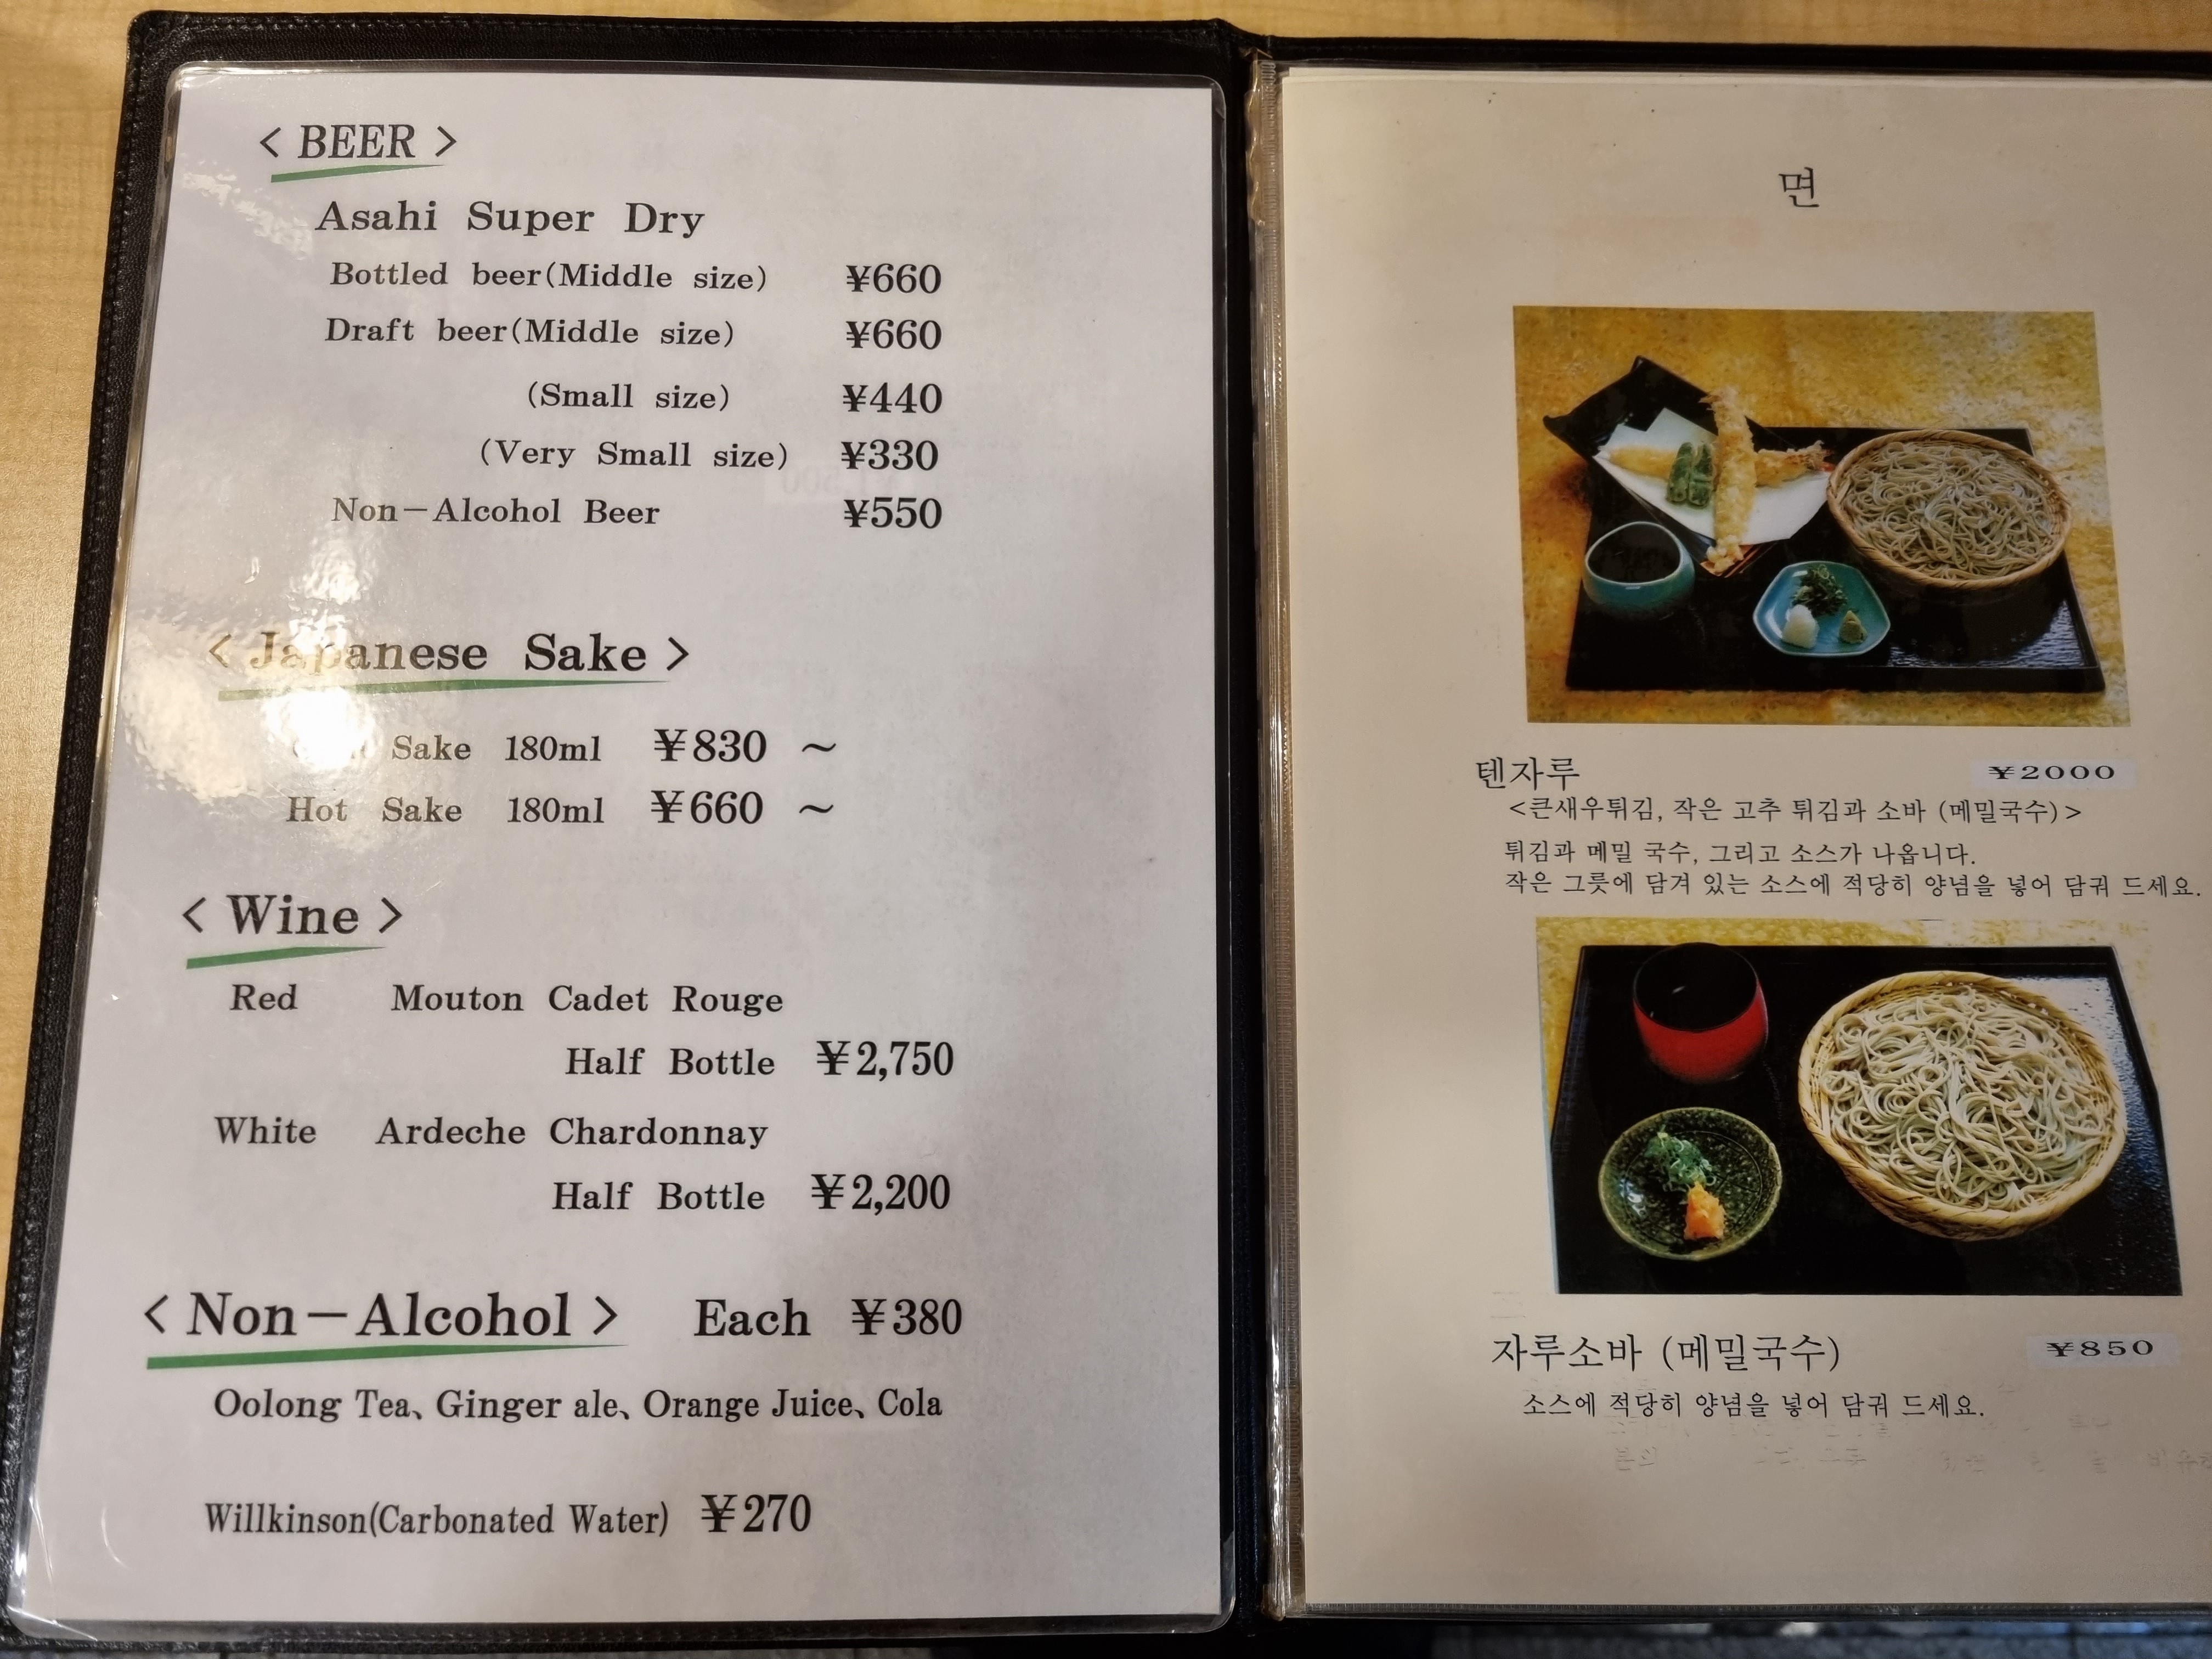 < BEER >
Asahi Super Dry
Bottled beer(Middle size) ¥660
Draft beer(Middle size) ¥660
(Small size) ¥440
(Very Small size) ¥330
Non-Alcohol Beer ¥550
< Japanese Sake >
Sake 180ml ¥830 ~
Hot Sake 180ml ¥660 ~
< Wine >
Red Mouton Cadet Rouge
Half Bottle ¥2,750
White Ardeche Chardonnay
Half Bottle ¥2,200
< Non-Alcohol > Each ¥380
Oolong Tea、Ginger ale、Orange Juice、Cola
Willkinson(Carbonated Water) ¥270
면
텐자루 ¥2000
<큰새우튀김, 작은 고추 튀김과 소바 (메밀국수)>
튀김과 메밀 국수, 그리고 소스가 나옵니다.
작은 그릇에 담겨 있는 소스에 적당히 양념을 넣어 담궈 드세요.
자루소바 (메밀국수) ¥850
소스에 적당히 양념을 넣어 담궈 드세요.